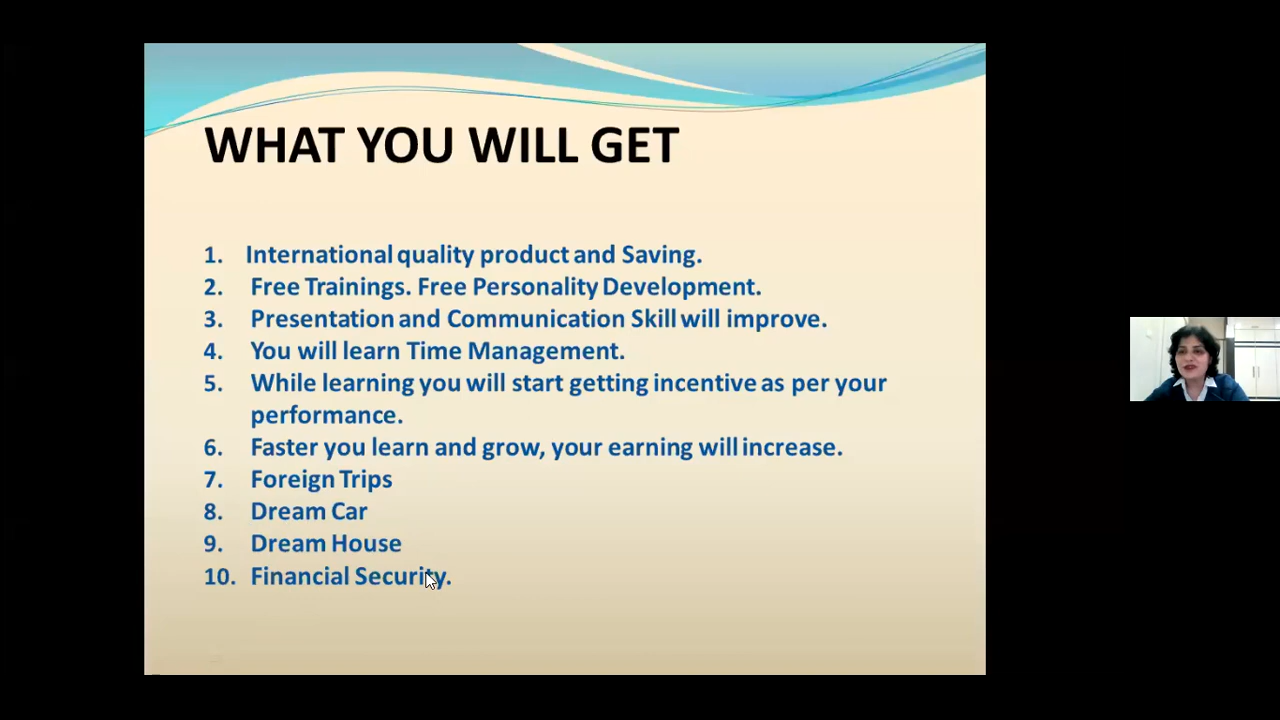 WHAT YOU WILL GET
1. International quality product and Saving.
2. Free Trainings. Free Personality Development.
3. Presentation and Communication Skill will improve.
4. You will learn Time Management.
5. While learning you will start getting incentive as per your
performance.
6. Faster you learn and grow, your earning will increase.
7. Foreign Trips
8. Dream Car
9. Dream House
10. Financial Security.